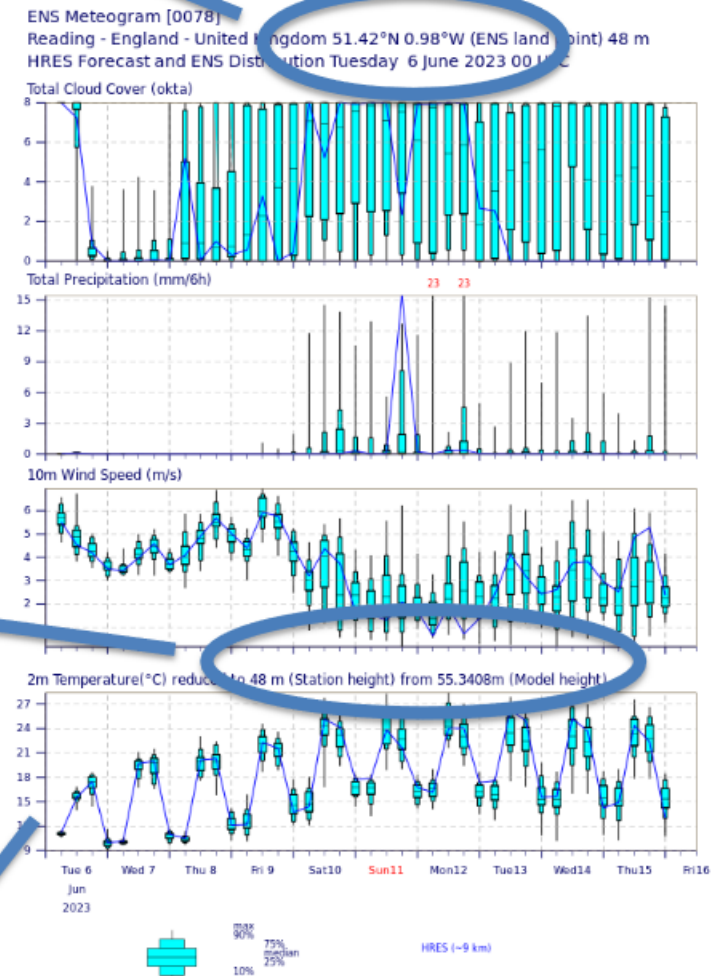 ENS Meteogram [0078]
Reading - England - United Kingdom 51.42°N 0.98°W (ENS land point) 48 m
HRES Forecast and ENS Distribution Tuesday 6 June 2023 00 UTC
Total Cloud Cover (okta)
8
6
4
2
0
Total Precipitation (mm/6h)
23 23
15
12
9
6
3
0
10m Wind Speed (m/s)
6
5
4
3
2
2m Temperature(°C) reduced to 48 m (Station height) from 55.3408m (Model height)
27
24
21
18
15
9
Tue 6 Wed 7 Thu 8 Fri 9 Sat10 Sun11 Mon12 Tue13 Wed14 Thu15 Fri16
Jun
2023
max
90%
75%
median
25%
10%
HRES (~9 km)